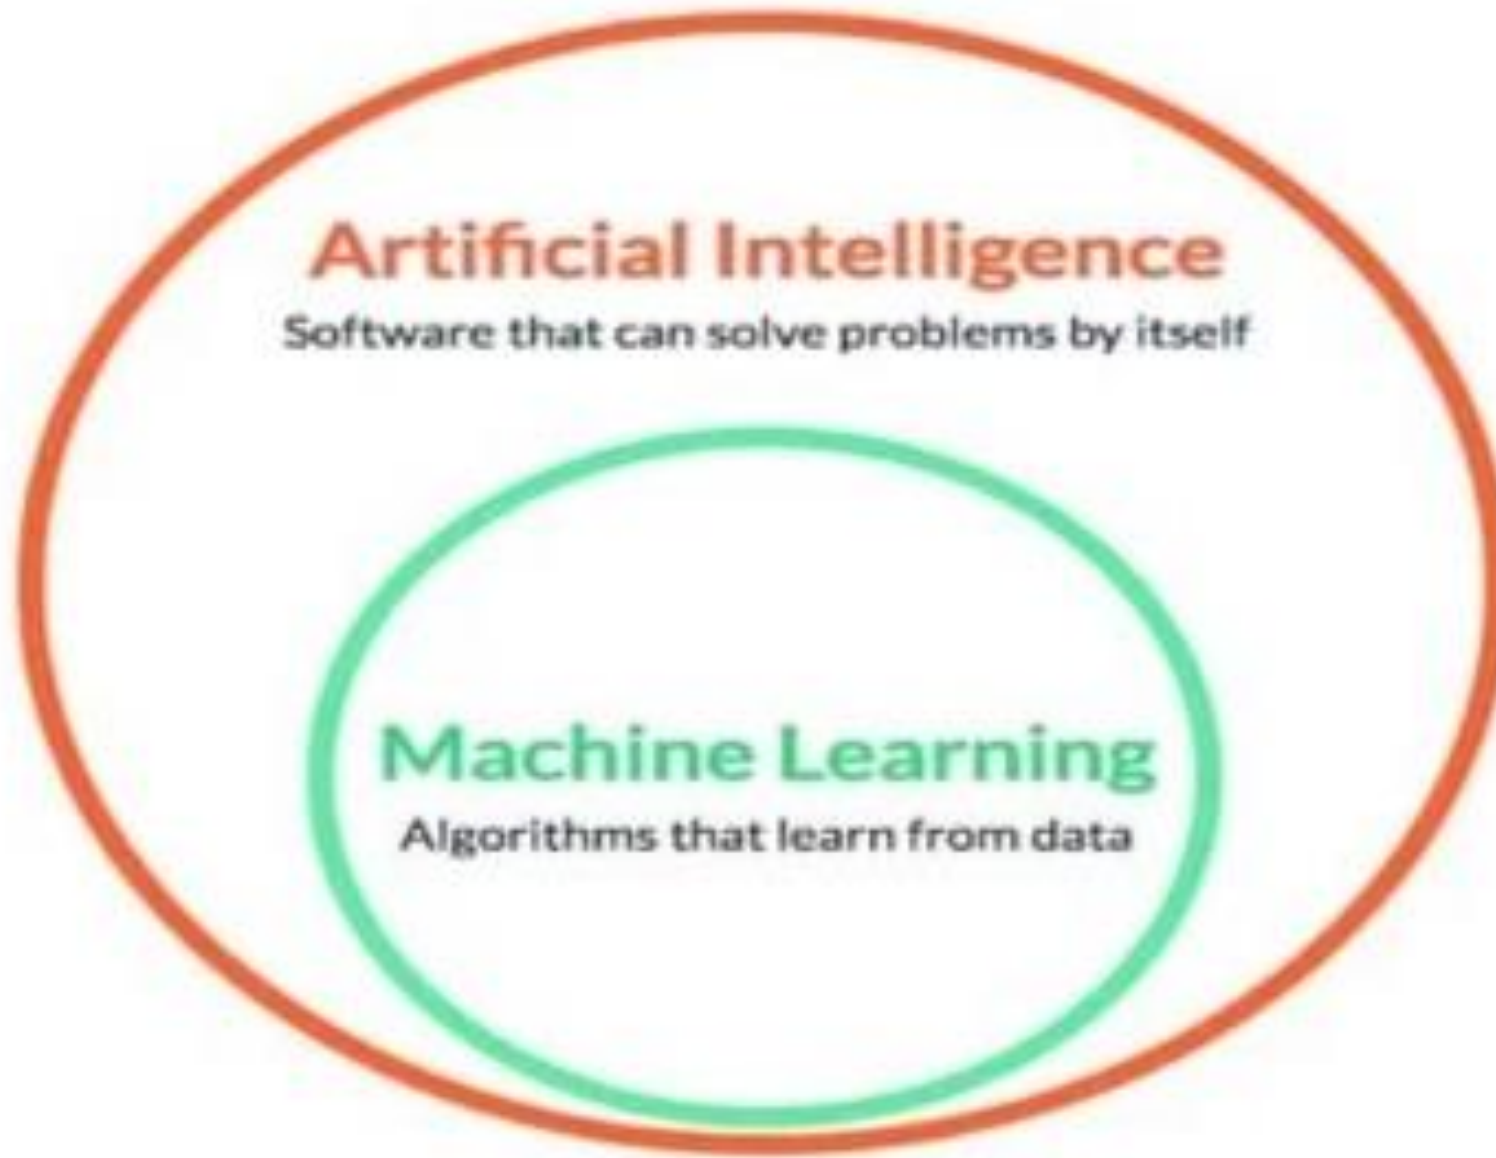 Artificial Intelligence
Software that can solve problems by itself
Machine Learning
Algorithms that learn from data